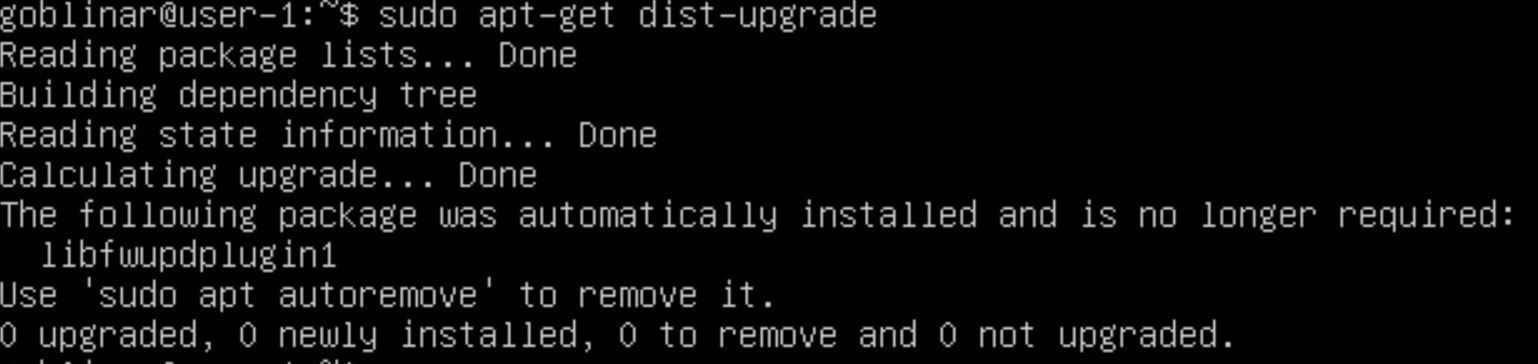 goblinar@user-1:~$ sudo apt-get dist-upgrade
Reading package lists... Done
Building dependency tree
Reading state information... Done
Calculating upgrade... Done
The following package was automatically installed and is no longer required:
  libfwupdplugin1
Use 'sudo apt autoremove' to remove it.
0 upgraded, 0 newly installed, 0 to remove and 0 not upgraded.